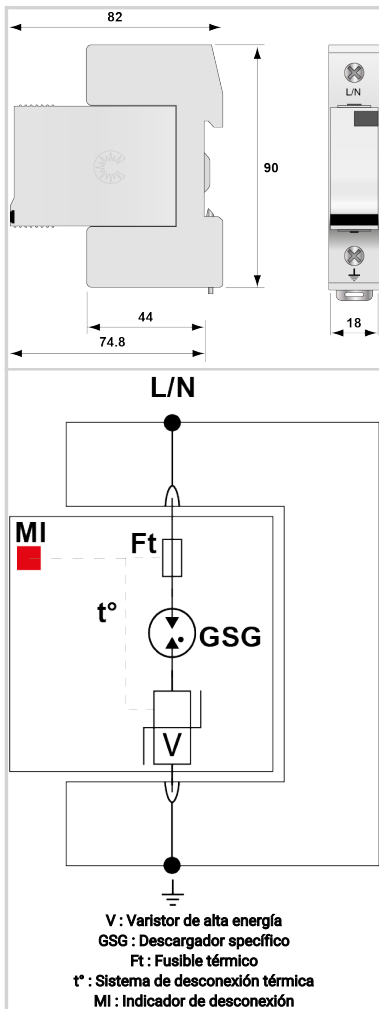 82
L/N
90
44
74.8
18
L/N
MI
Ft
t°
GSG
V
V : Varistor de alta energía
GSG : Descargador specífico
Ft : Fusible térmico
t° : Sistema de desconexión térmica
MI : Indicador de desconexión